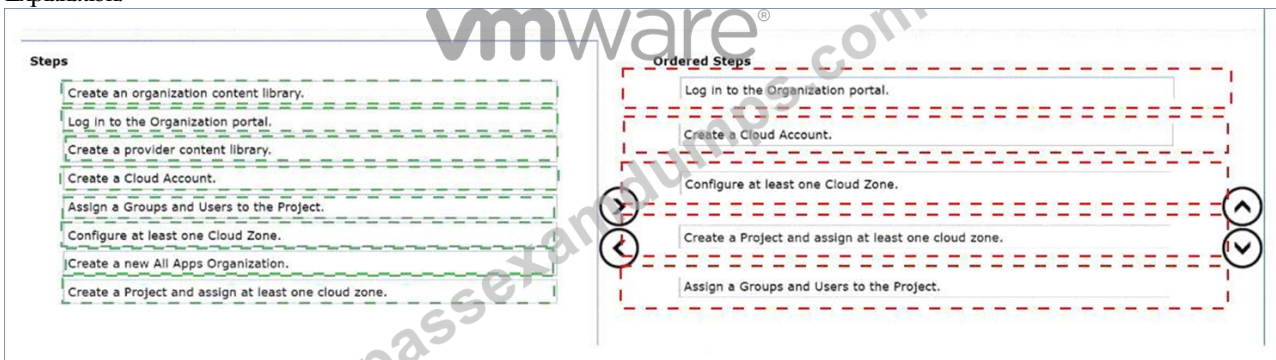 vmware®
Steps
Create an organization content library.
Log in to the Organization portal.
Create a provider content library.
Create a Cloud Account.
Assign a Groups and Users to the Project.
Configure at least one Cloud Zone.
Create a new All Apps Organization.
Create a Project and assign at least one cloud zone.
Ordered Steps
Log in to the Organization portal.
Create a Cloud Account.
Configure at least one Cloud Zone.
Create a Project and assign at least one cloud zone.
Assign a Groups and Users to the Project.
passexamdumps.com